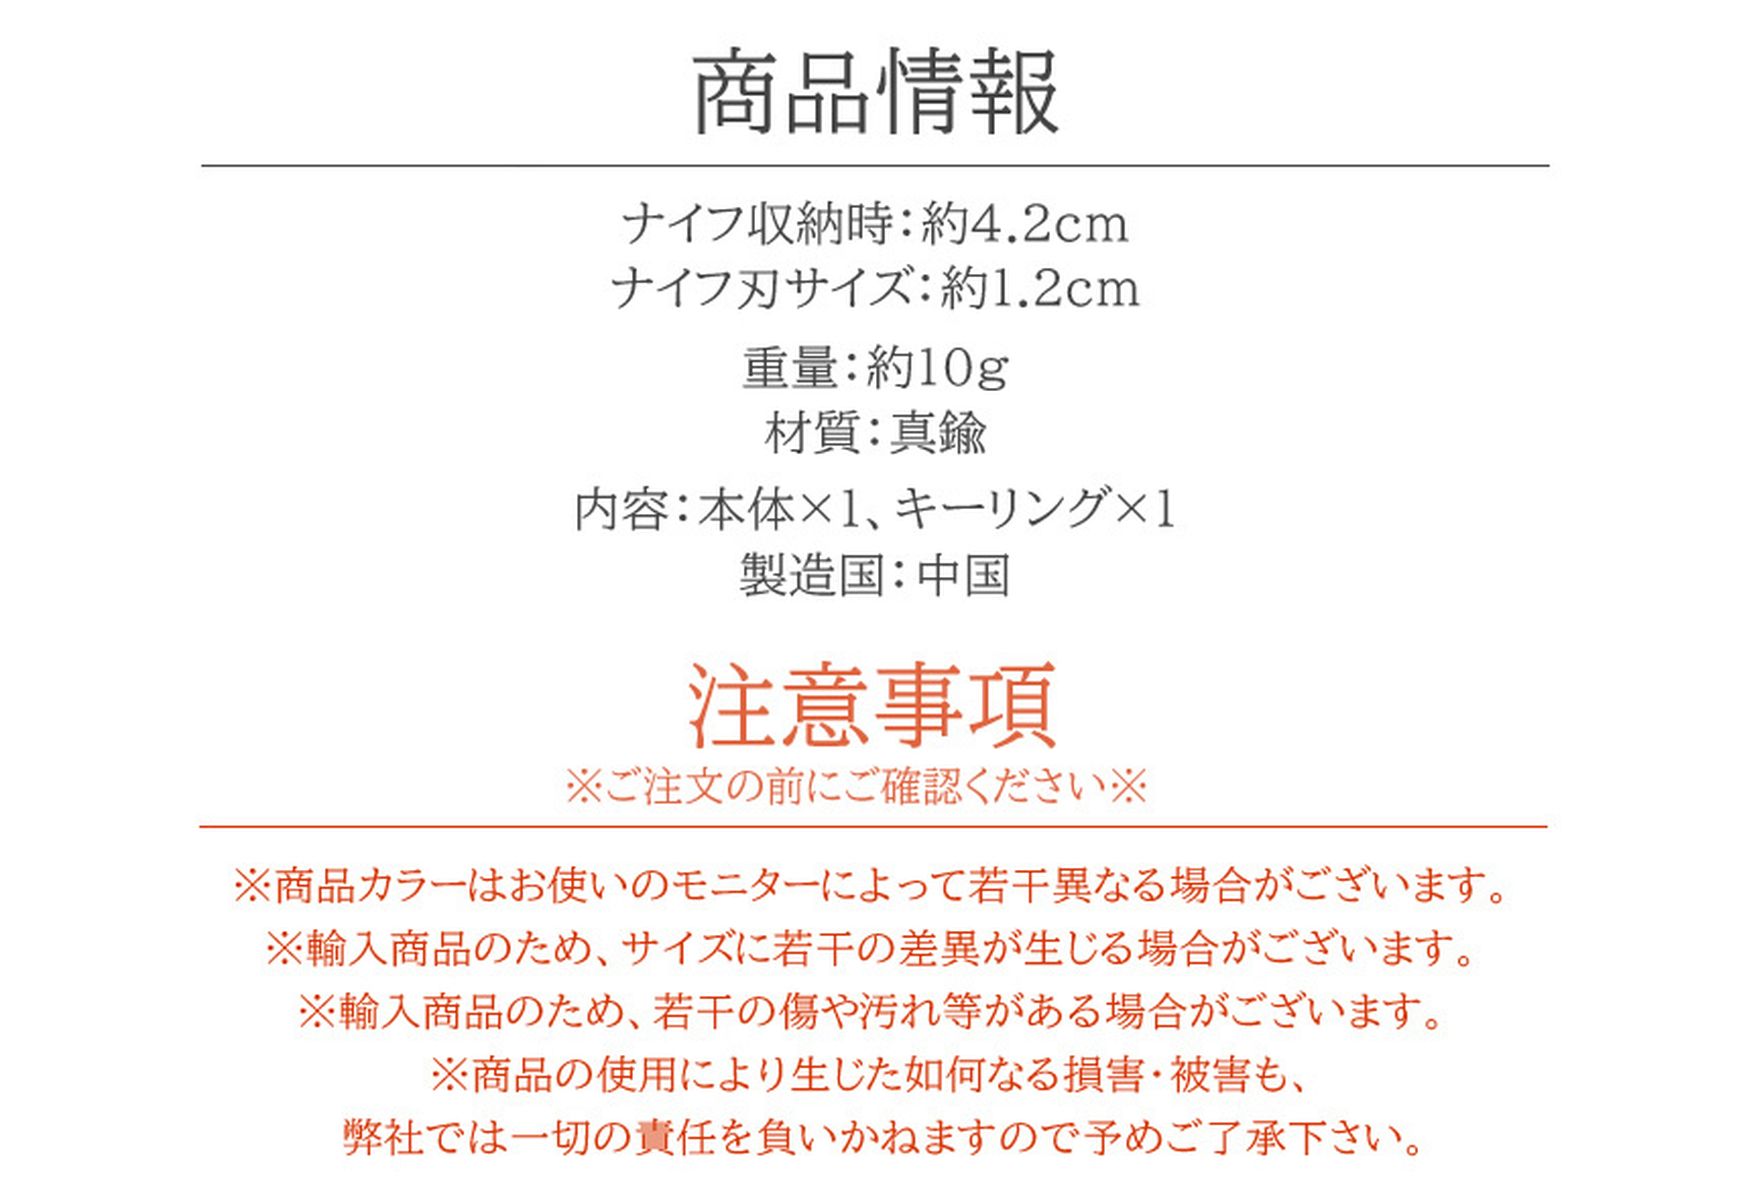 商品情報
ナイフ収納時：約4.2cm
ナイフ刃サイズ：約1.2cm
重量：約10g
材質：真鍮
内容：本体×1、キーリング×1
製造国：中国
注意事項
※ご注文の前にご確認ください※
※商品カラーはお使いのモニターによって若干異なる場合がございます。
※輸入商品のため、サイズに若干の差異が生じる場合がございます。
※輸入商品のため、若干の傷や汚れ等がある場合がございます。
※商品の使用により生じた如何なる損害・被害も、
弊社では一切の責任を負いかねますので予めご了承下さい。